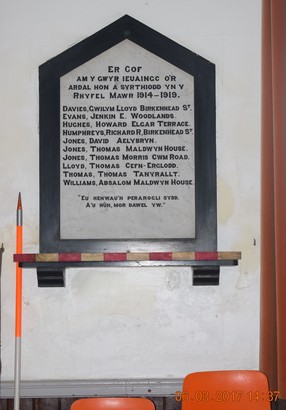 ER COF
AM Y GWYR IEUAINGC O'R
ARDAL HON A SYRTHIODD YN Y
RHYFEL MAWR 1914-1919.
DAVIES, GWILYM LLOYD BIRKENHEAD ST.
EVANS, JENKIN E. WOODLANDS.
HUGHES, HOWARD ELGAR TERRACE.
HUMPHREYS, RICHARD R. BIRKENHEAD ST.
JONES, DAVID AELYBRYN.
JONES, THOMAS MALDWYN HOUSE.
JONES, THOMAS MORRIS CWM ROAD.
LLOYD, THOMAS CEFN-ERGLODD.
THOMAS, THOMAS TANYRALLT.
WILLIAMS, ABSALOM MALDWYN HOUSE
"EU HENWAU'N PERAROGLI SYDD.
A'U HÛN, MOR DAWEL YW."
05.03.2017 14:37